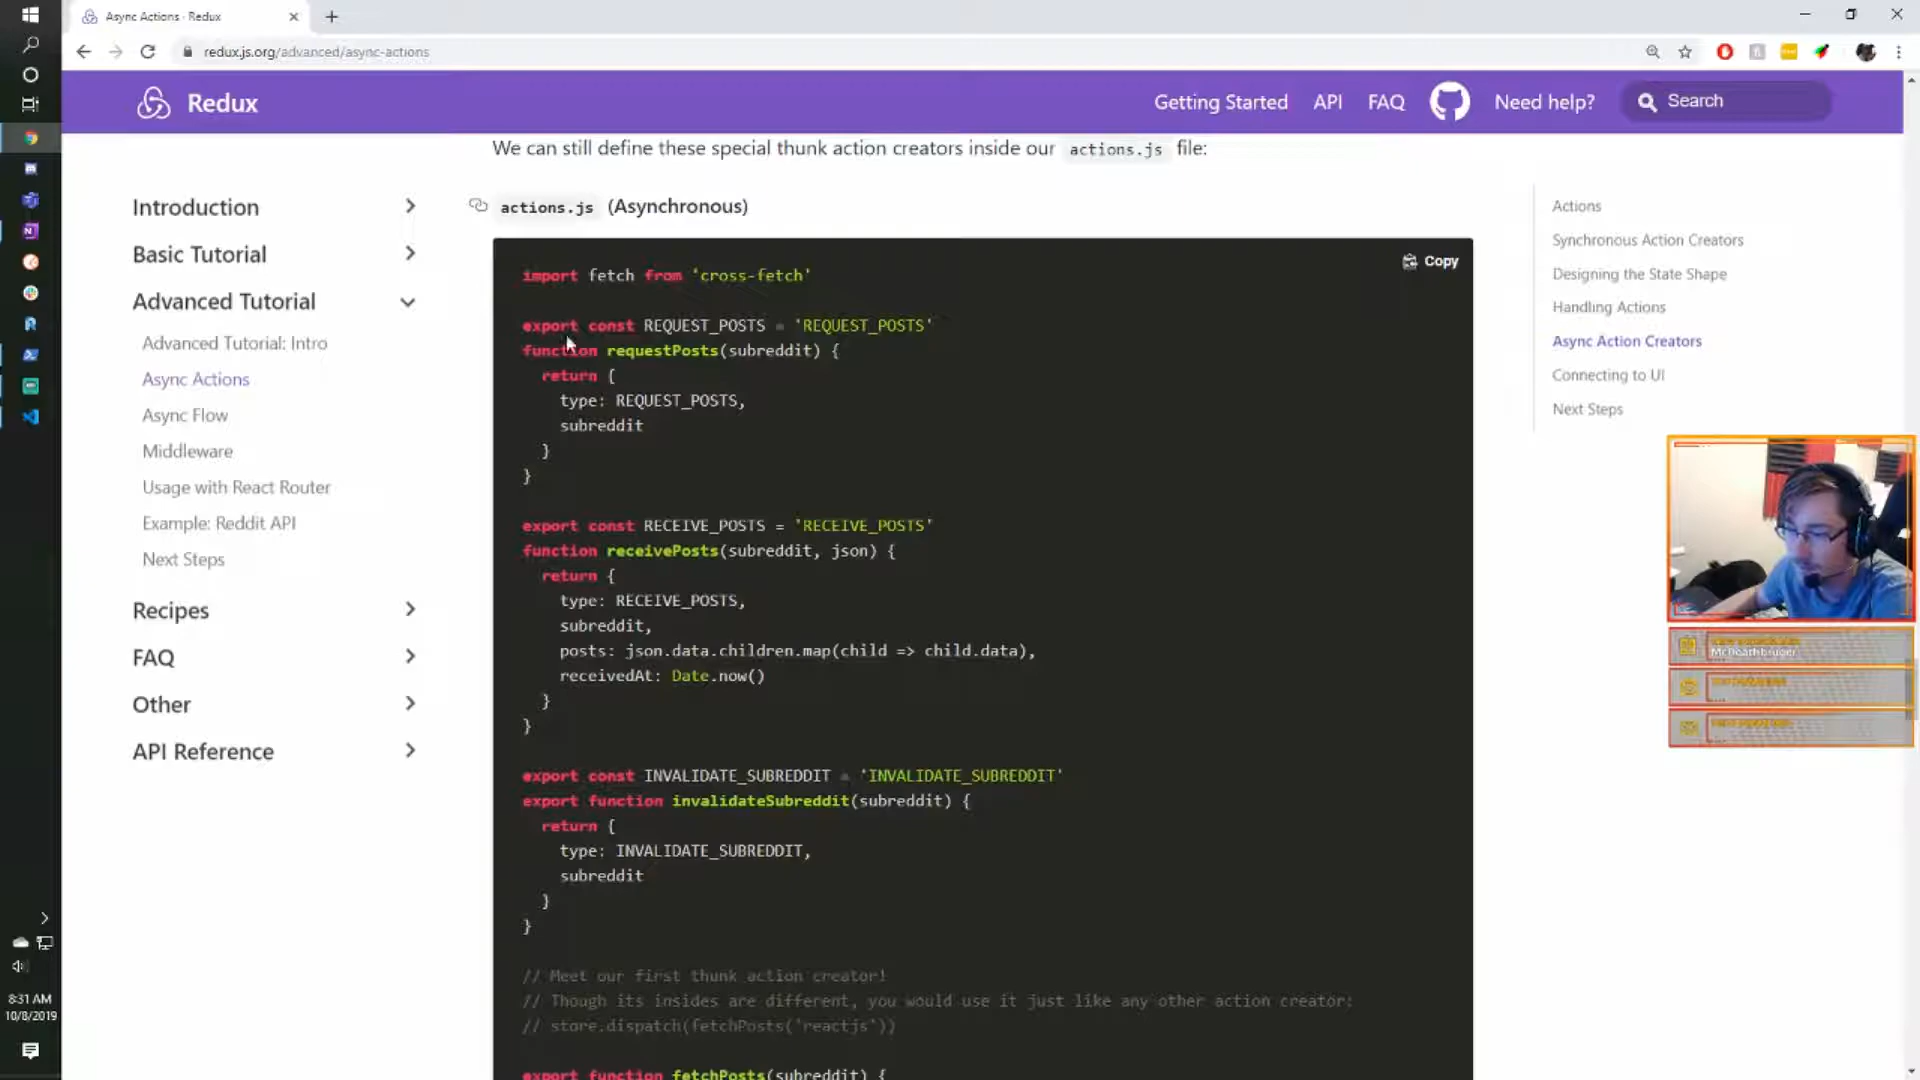 Async Actions · Redux
redux.js.org/advanced/async-actions
Redux
Getting Started
API
FAQ
Need help?
Search
We can still define these special thunk action creators inside our actions.js file:
Introduction
Basic Tutorial
Advanced Tutorial
Advanced Tutorial: Intro
Async Actions
Async Flow
Middleware
Usage with React Router
Example: Reddit API
Next Steps
Recipes
FAQ
Other
API Reference
actions.js (Asynchronous)
Copy
import fetch from 'cross-fetch'
export const REQUEST_POSTS = 'REQUEST_POSTS'
function requestPosts(subreddit) {
return {
type: REQUEST_POSTS,
subreddit
}
}
export const RECEIVE_POSTS = 'RECEIVE_POSTS'
function receivePosts(subreddit, json) {
return {
type: RECEIVE_POSTS,
subreddit,
posts: json.data.children.map(child => child.data),
receivedAt: Date.now()
}
}
export const INVALIDATE_SUBREDDIT = 'INVALIDATE_SUBREDDIT'
export function invalidateSubreddit(subreddit) {
return {
type: INVALIDATE_SUBREDDIT,
subreddit
}
}
// Meet our first thunk action creator!
// Though its insides are different, you would use it just like any other action creator:
// store.dispatch(fetchPosts('reactjs'))
export function fetchPosts(subreddit) {
Actions
Synchronous Action Creators
Designing the State Shape
Handling Actions
Async Action Creators
Connecting to UI
Next Steps
8:31 AM
10/8/2019